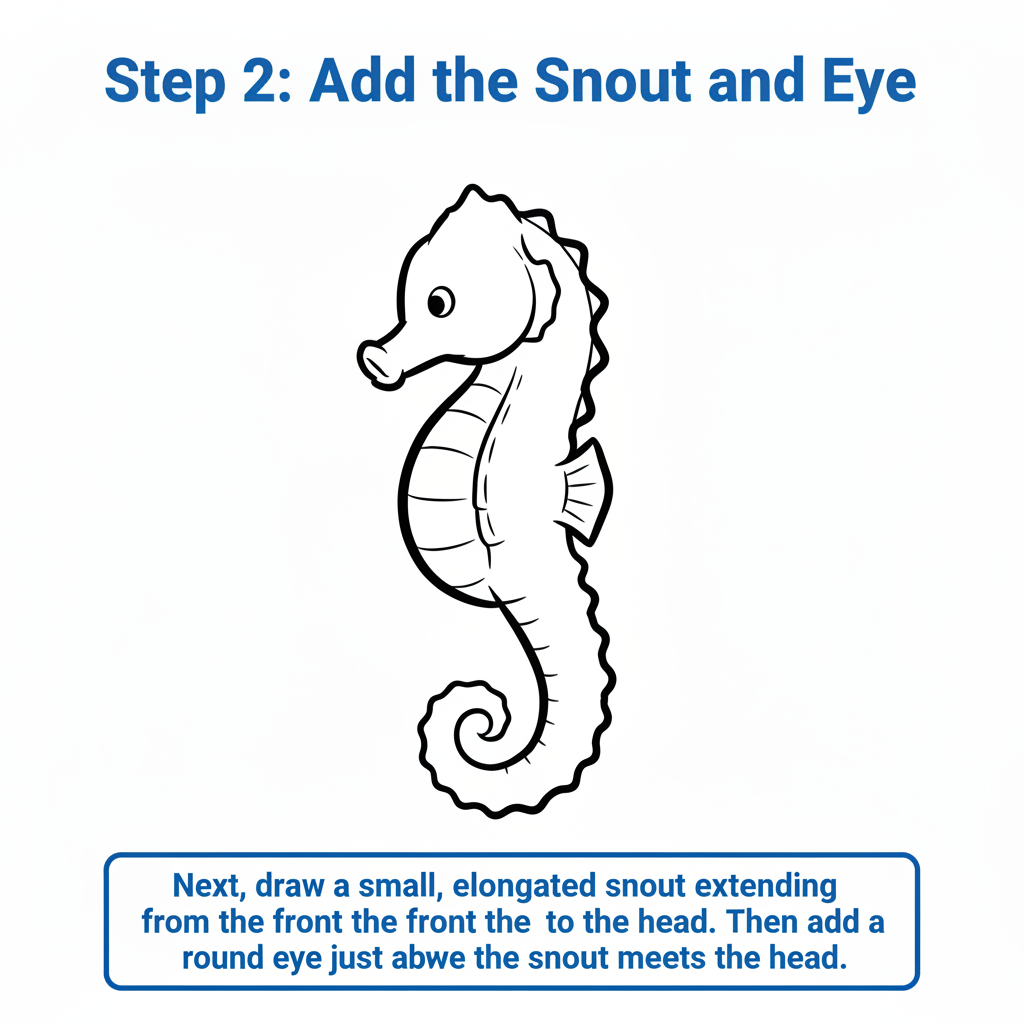 Step 2: Add the Snout and Eye
Next, draw a small, elongated snout extending
from the front the front the to the head. Then add a
round eye just abwe the snout meets the head.